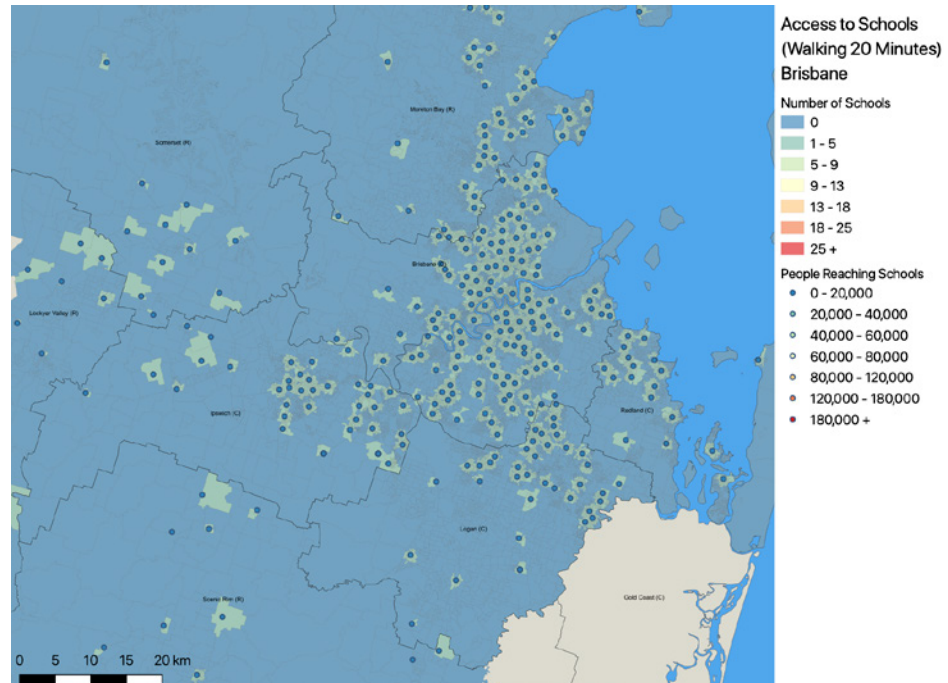 Access to Schools
(Walking 20 Minutes)
Brisbane
Number of Schools
0
1 - 5
5 - 9
9 - 13
13 - 18
18 - 25
25 +
People Reaching Schools
0 - 20,000
20,000 - 40,000
40,000 - 60,000
60,000 - 80,000
80,000 - 120,000
120,000 - 180,000
180,000 +
Moreton Bay (R)
Somerset (R)
Brisbane
Lockyer Valley (R)
Ipswich (C)
Redland (C)
Logan (C)
Scenic Rim (R)
Gold Coast (C)
0 5 10 15 20 km